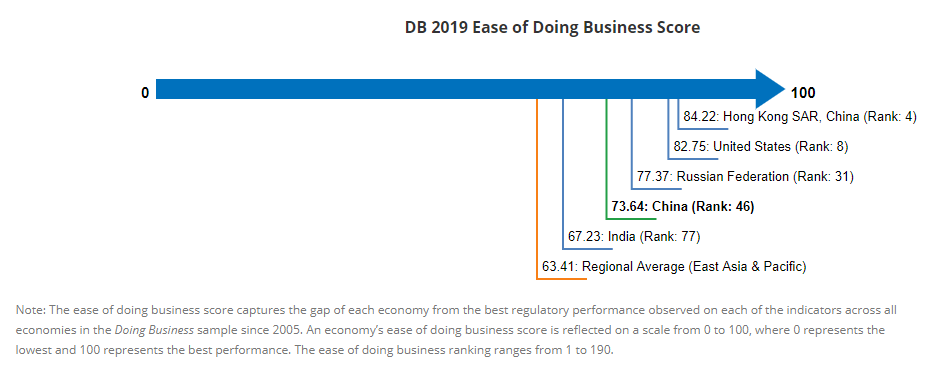 DB 2019 Ease of Doing Business Score
0
100
84.22: Hong Kong SAR, China (Rank: 4)
82.75: United States (Rank: 8)
77.37: Russian Federation (Rank: 31)
73.64: China (Rank: 46)
67.23: India (Rank: 77)
63.41: Regional Average (East Asia & Pacific)
Note: The ease of doing business score captures the gap of each economy from the best regulatory performance observed on each of the indicators across all
economies in the Doing Business sample since 2005. An economy’s ease of doing business score is reflected on a scale from 0 to 100, where 0 represents the
lowest and 100 represents the best performance. The ease of doing business ranking ranges from 1 to 190.